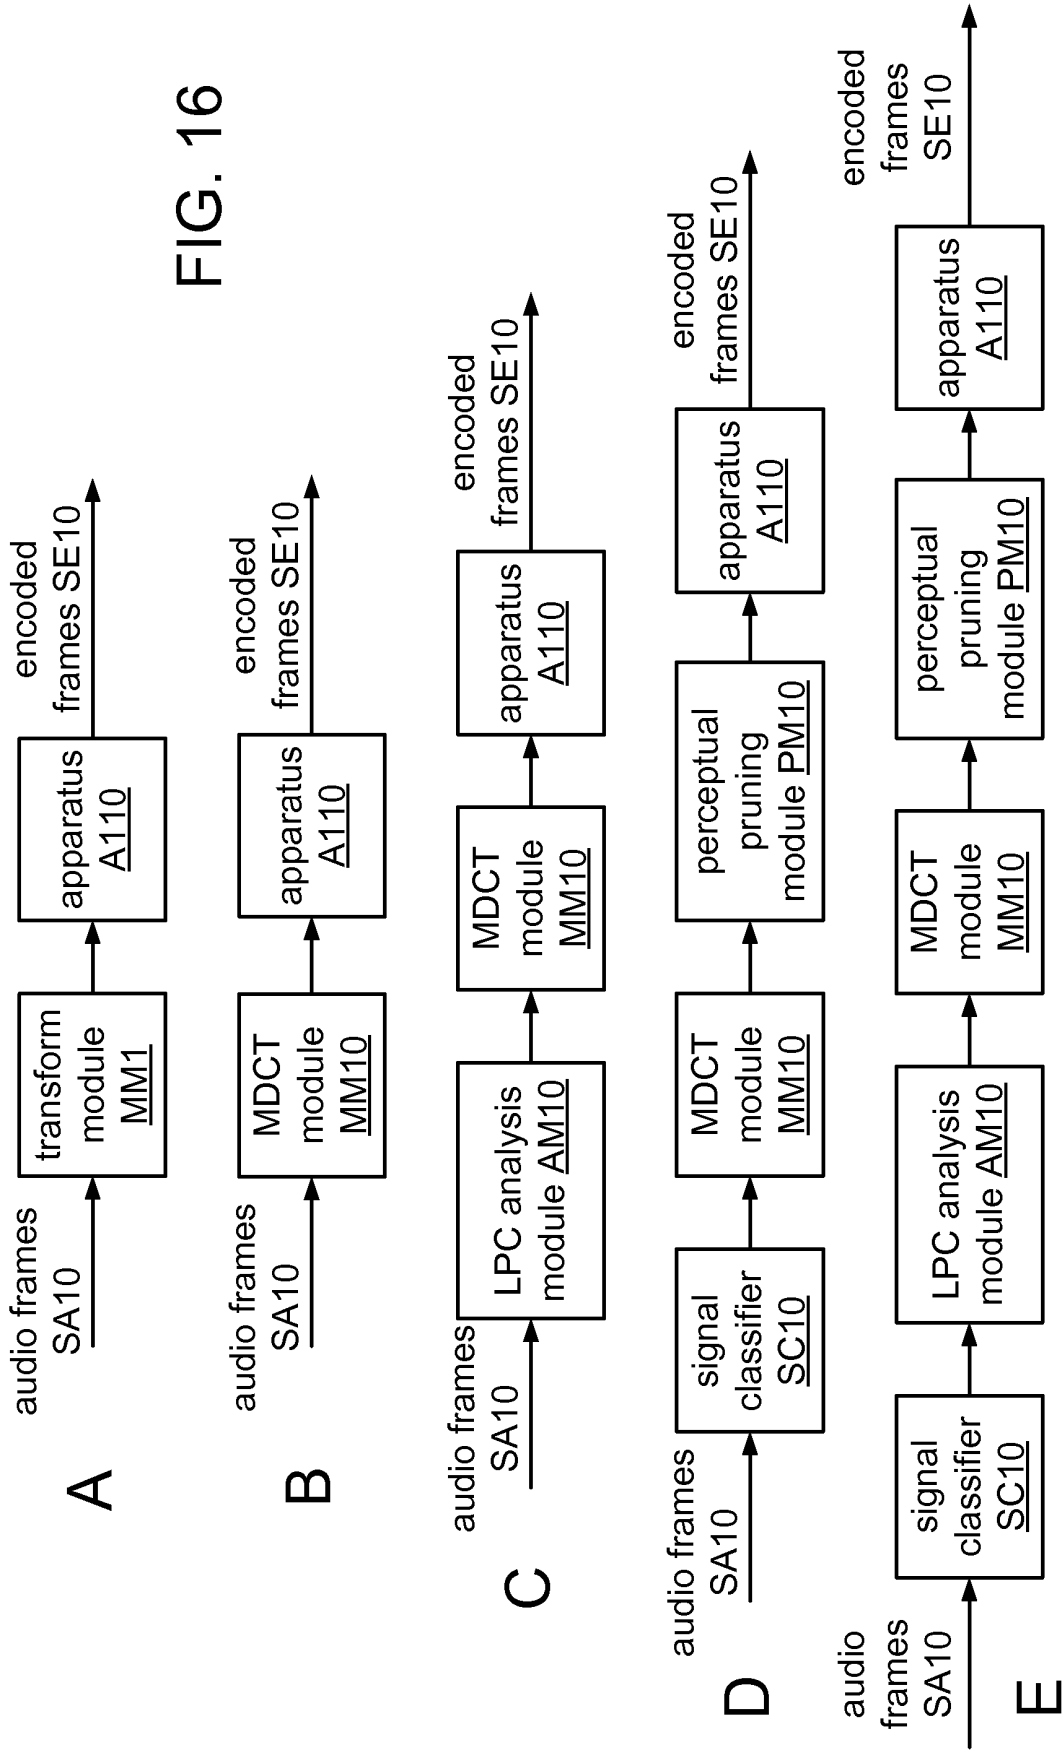 FIG. 16
A
audio frames
SA10
transform
module
MM1
apparatus
A110
encoded
frames SE10
B
audio frames
SA10
MDCT
module
MM10
apparatus
A110
encoded
frames SE10
C
audio frames
SA10
LPC analysis
module AM10
MDCT
module
MM10
apparatus
A110
encoded
frames SE10
D
audio frames
SA10
signal
classifier
SC10
MDCT
module
MM10
perceptual
pruning
module PM10
apparatus
A110
encoded
frames SE10
E
audio
frames
SA10
signal
classifier
SC10
LPC analysis
module AM10
MDCT
module
MM10
perceptual
pruning
module PM10
apparatus
A110
encoded
frames
SE10